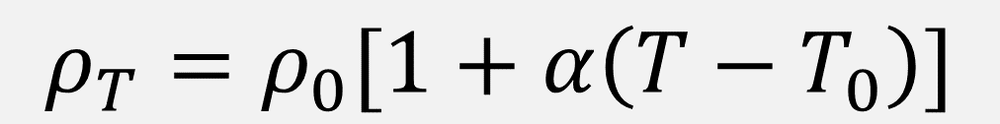 ρ_T = ρ_0[1 + α(T − T_0)]